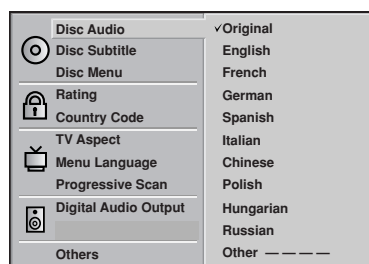 Disc Audio
Disc Subtitle
Disc Menu
Rating
Country Code
TV Aspect
Menu Language
Progressive Scan
Digital Audio Output
Others
✓Original
English
French
German
Spanish
Italian
Chinese
Polish
Hungarian
Russian
Other — — — —